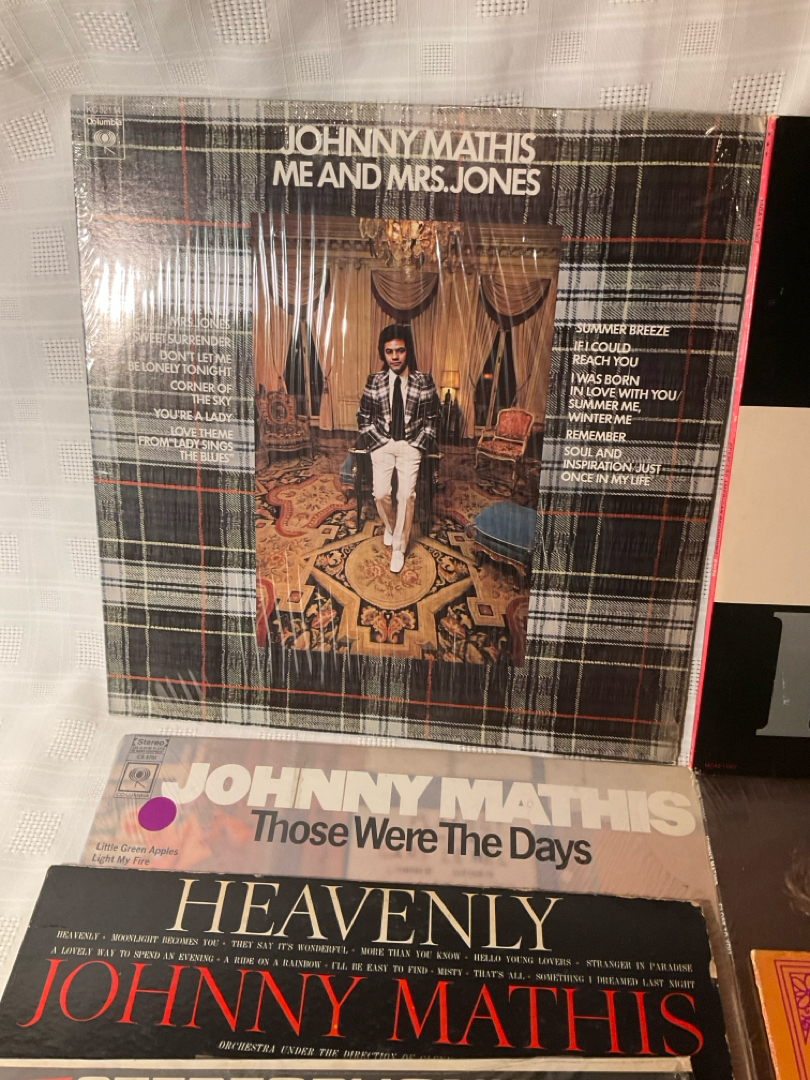 Columbia
JOHNNY MATHIS
ME AND MRS. JONES
MRS. JONES
SWEET SURRENDER
DON'T LET ME
LONELY TONIGHT
CORNER OF
THE SKY
YOU'RE A LADY
LOVE THEME
FROM "LADY SINGS
THE BLUES"
SUMMER BREEZE
IF I COULD
REACH YOU
I WAS BORN
IN LOVE WITH YOU/
SUMMER ME,
WINTER ME
REMEMBER
SOUL AND
INSPIRATION/JUST
ONCE IN MY LIFE
Stereo
JOHNNY MATHIS
Those Were The Days
Little Green Apples
Light My Fire
HEAVENLY
HEAVENLY • MOONLIGHT BECOMES YOU • THEY SAY IT'S WONDERFUL • MORE THAN YOU KNOW • HELLO YOUNG LOVERS • STRANGER IN PARADISE
A LOVELY WAY TO SPEND AN EVENING • A RIDE ON A RAINBOW • I'LL BE EASY TO FIND • MISTY • THAT'S ALL • SOMETHING I DREAMED LAST NIGHT
JOHNNY MATHIS
ORCHESTRA UNDER THE DIRECTION OF